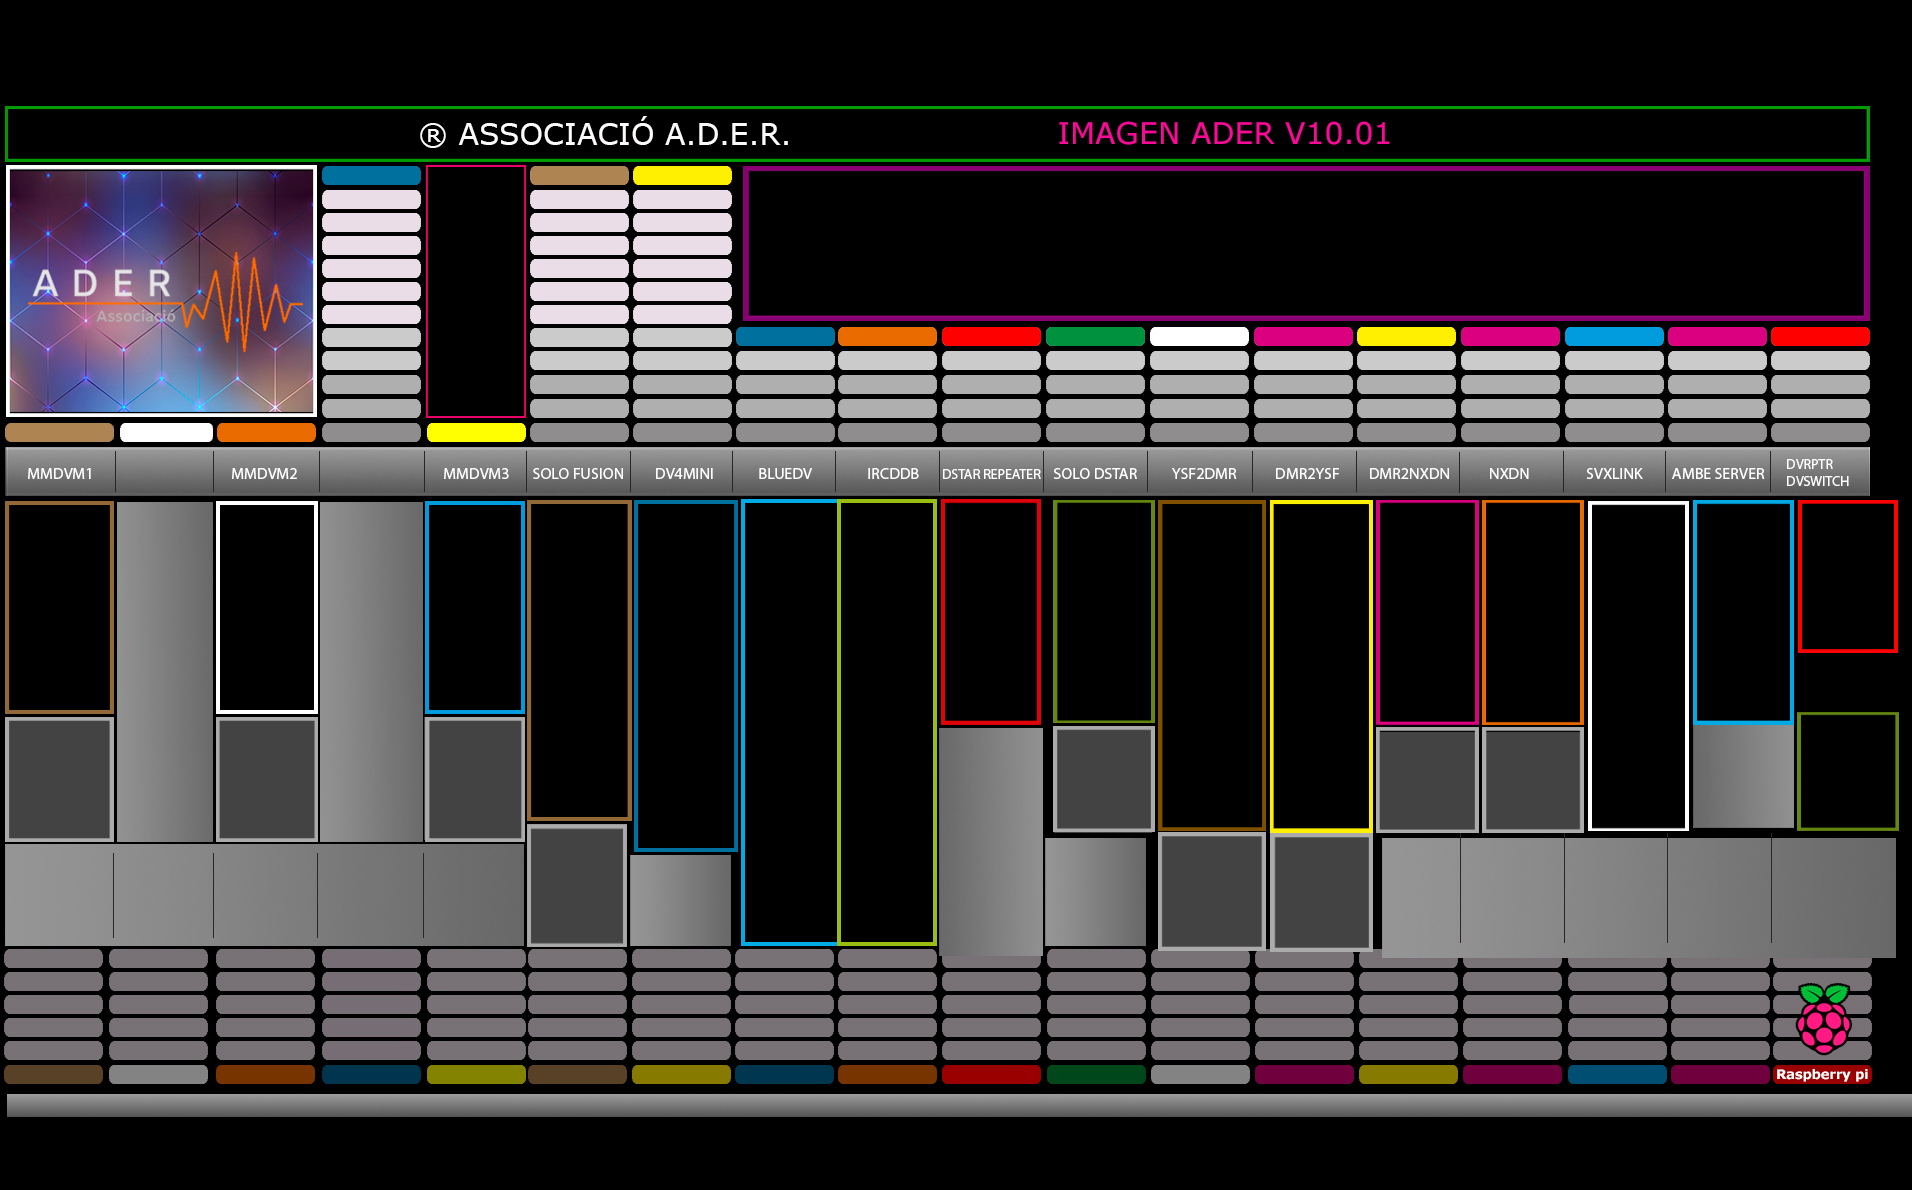 ® ASSOCIACIÓ A.D.E.R.
IMAGEN ADER V10.01
ADER
Associació
MMDVM1
MMDVM2
MMDVM3
SOLO FUSION
DV4MINI
BLUEDV
IRCDDB
DSTAR REPEATER
SOLO DSTAR
YSF2DMR
DMR2YSF
DMR2NXDN
NXDN
SVXLINK
AMBE SERVER
DVRPTR
DVSWITCH
Raspberry pi